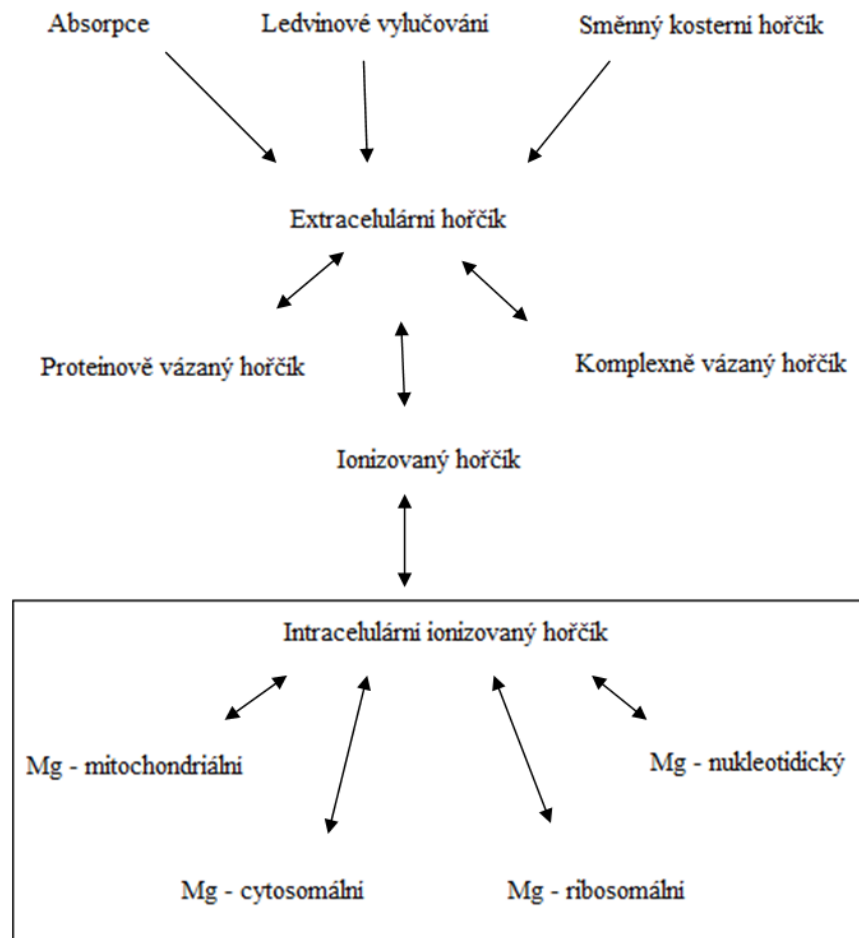 Absorpce
Ledvinové vylučování
Směnný kosterní hořčík
Extracelulární hořčík
Proteinově vázaný hořčík
Komplexně vázaný hořčík
Ionizovaný hořčík
Intracelulární ionizovaný hořčík
Mg - mitochondriální
Mg - nukleotidický
Mg - cytosomální
Mg - ribosomální